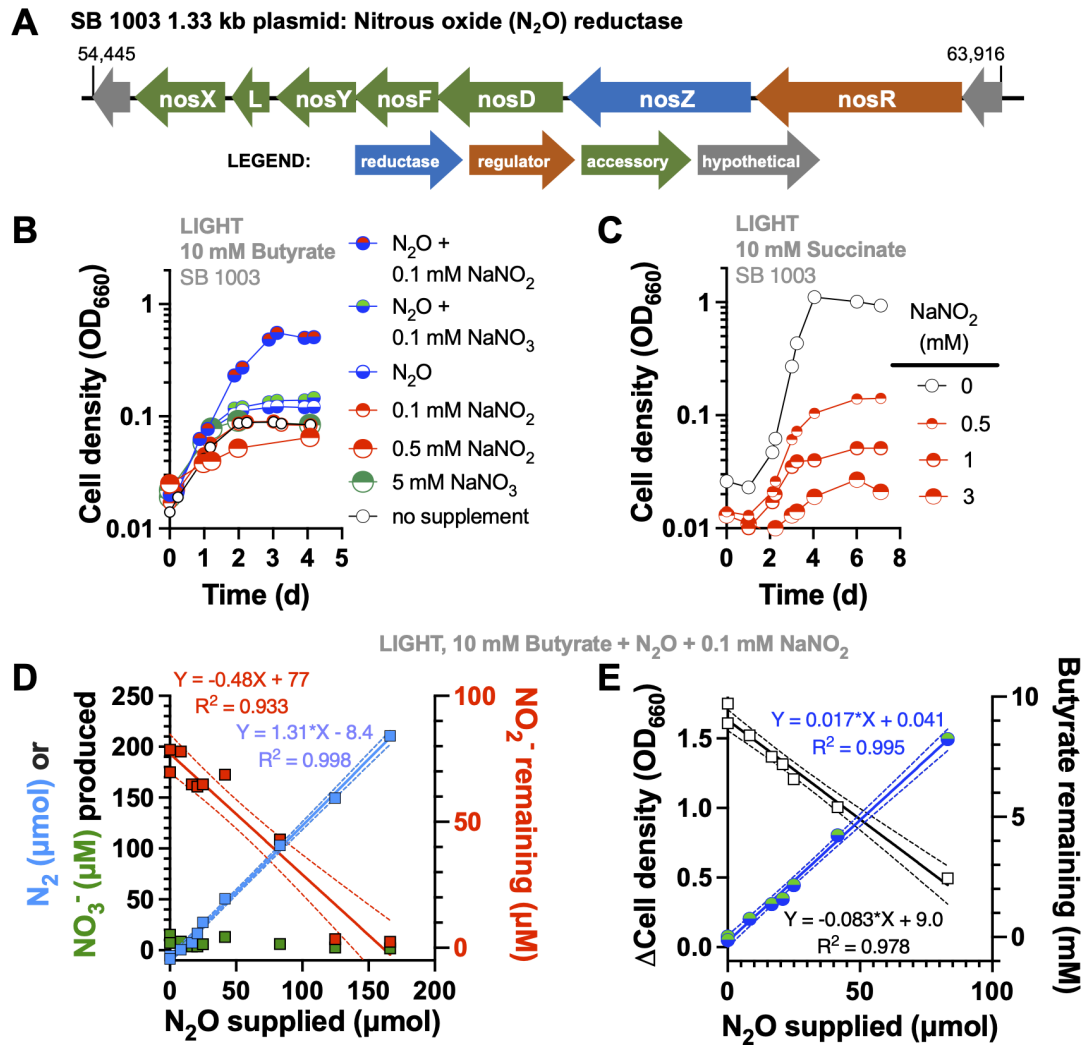 A
SB 1003 1.33 kb plasmid: Nitrous oxide (N₂O) reductase
54,445
63,916
nosX
L
nosY
nosF
nosD
nosZ
nosR
LEGEND:
reductase
regulator
accessory
hypothetical
B
LIGHT
10 mM Butyrate
SB 1003
Cell density (OD₆₆₀)
1
0.1
0.01
0 1 2 3 4 5
Time (d)
N₂O +
0.1 mM NaNO₂
N₂O +
0.1 mM NaNO₃
N₂O
0.1 mM NaNO₂
0.5 mM NaNO₂
5 mM NaNO₃
no supplement
C
LIGHT
10 mM Succinate
SB 1003
Cell density (OD₆₆₀)
1
0.1
0.01
0 2 4 6 8
Time (d)
NaNO₂
(mM)
0
0.5
1
3
LIGHT, 10 mM Butyrate + N₂O + 0.1 mM NaNO₂
D
Y = -0.48X + 77
R² = 0.933
Y = 1.31*X - 8.4
R² = 0.998
N₂ (µmol) or
NO₃⁻ (µM) produced
250
200
150
100
50
0
100
50
0
NO₂⁻ remaining (µM)
0 50 100 150 200
N₂O supplied (µmol)
E
Y = 0.017*X + 0.041
R² = 0.995
Y = -0.083*X + 9.0
R² = 0.978
ΔCell density (OD₆₆₀)
1.5
1.0
0.5
0.0
10
5
0
Butyrate remaining (mM)
0 50 100
N₂O supplied (µmol)